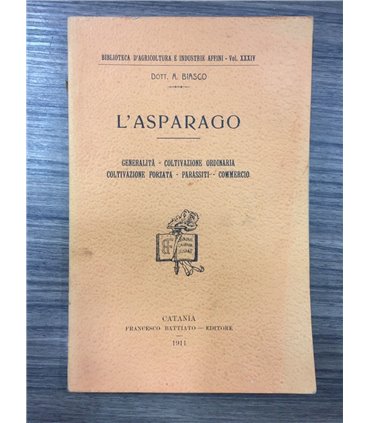 BIBLIOTECA D'AGRICOLTURA E INDUSTRIE AFFINI - Vol. XXXIV
DOTT. A. BIASCO
L'ASPARAGO
GENERALITÀ - COLTIVAZIONE ORDINARIA
COLTIVAZIONE FORZATA - PARASSITI - COMMERCIO
CATANIA
FRANCESCO BATTIATO — EDITORE
1911